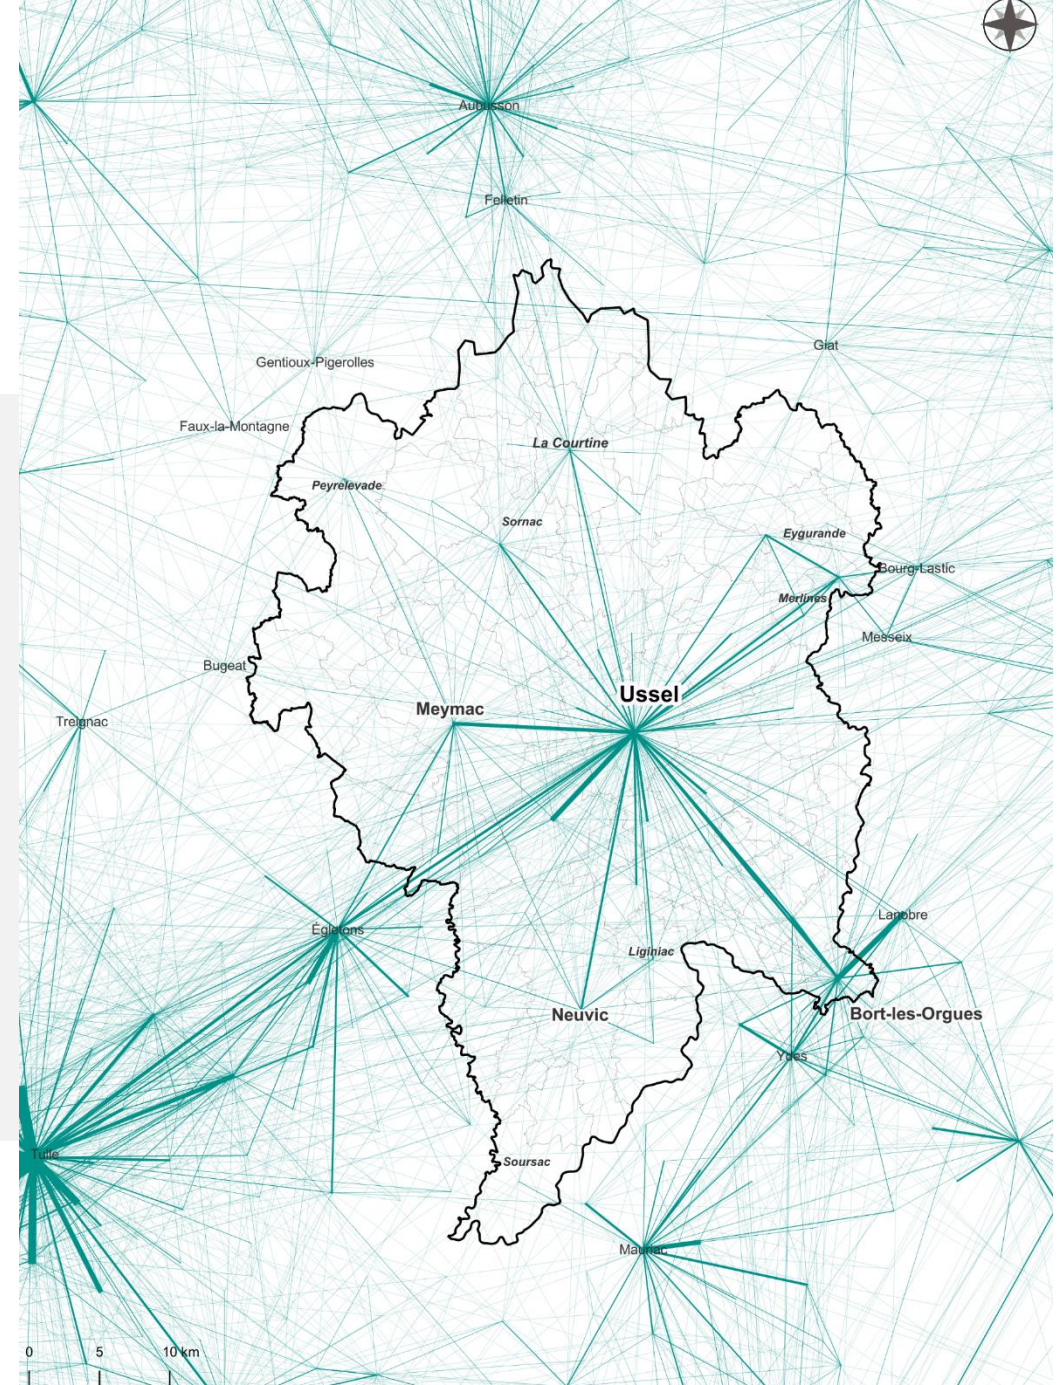 Aubusson
Felletin
Giat
Gentioux-Pigerolles
Faux-la-Montagne
La Courtine
Peyrelevade
Sornac
Eygurande
Bourg-Lastic
Merlines
Messeix
Bugeat
Ussel
Meymac
Treignac
Lanobre
Égletons
Liginiac
Neuvic
Bort-les-Orgues
Ydes
Tulle
Soursac
Mauriac
0 5 10 km